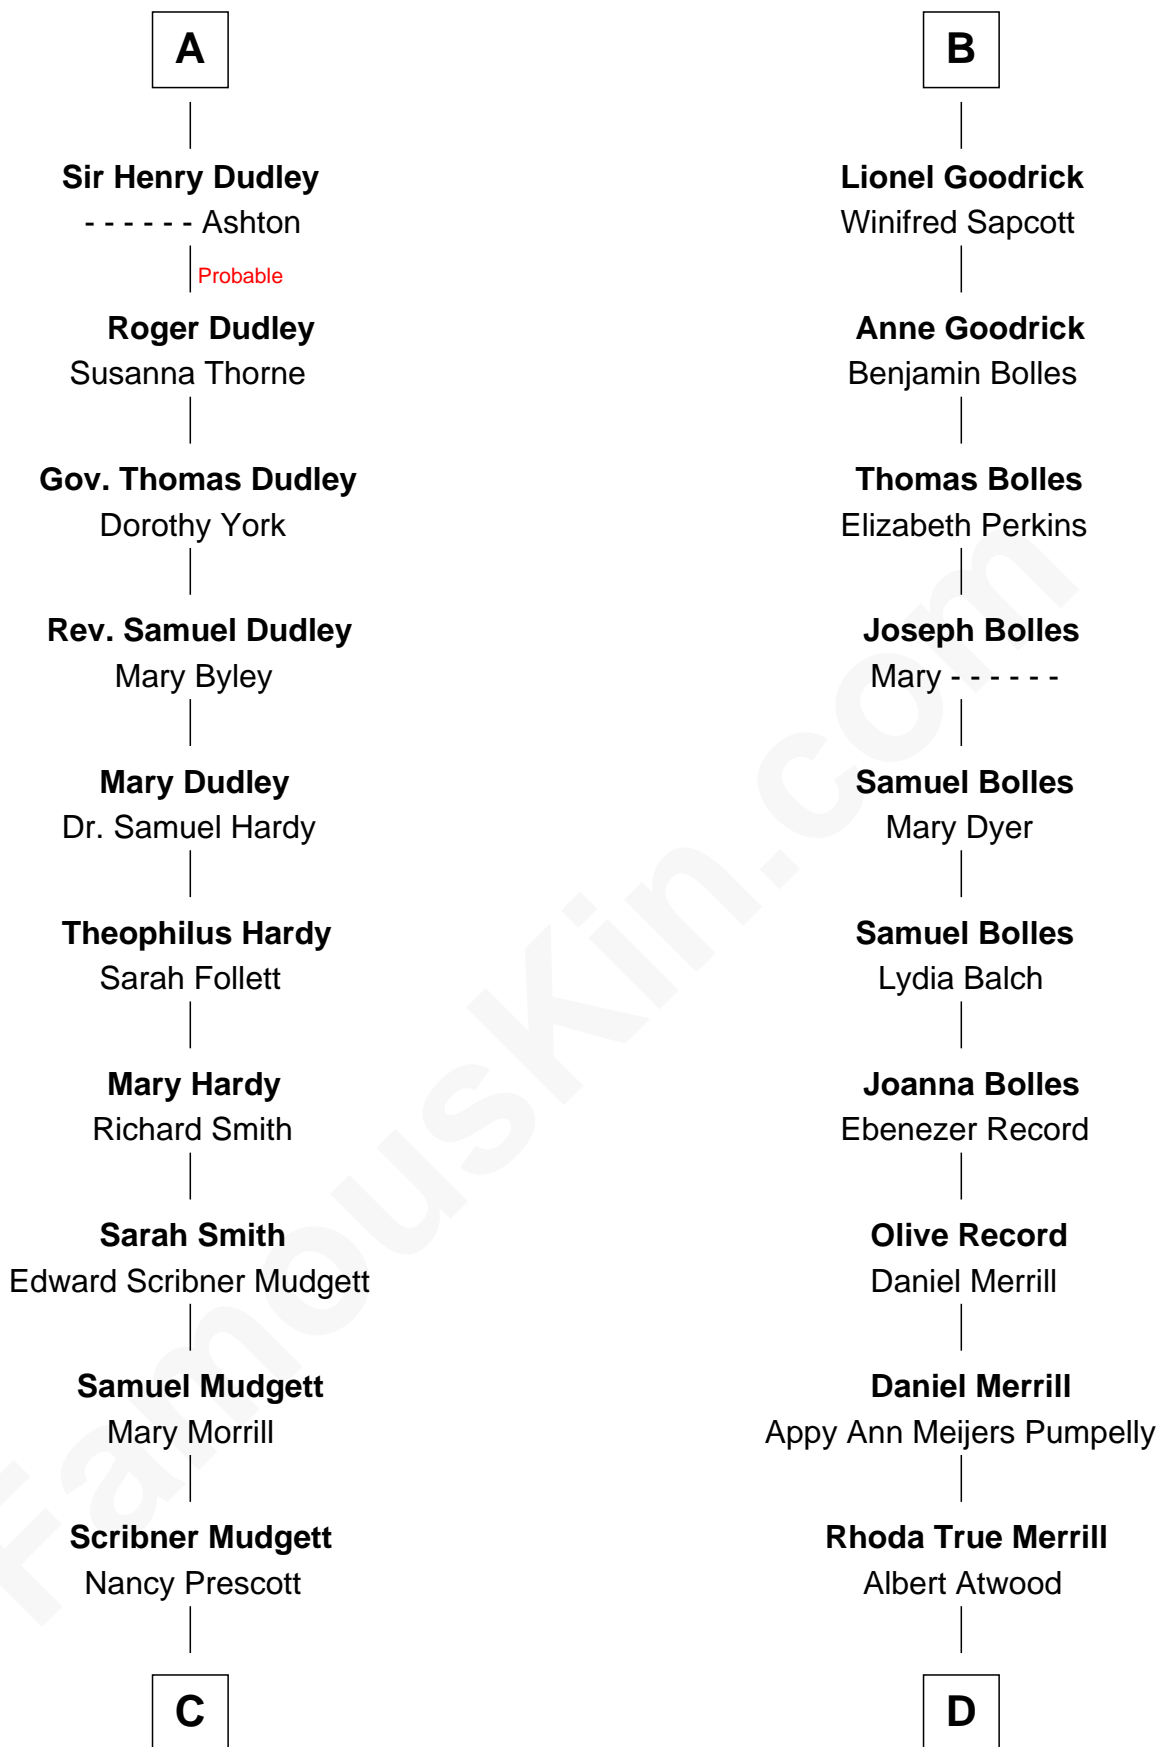 A
Sir Henry Dudley
- - - - - - Ashton
Probable
Roger Dudley
Susanna Thorne
Gov. Thomas Dudley
Dorothy York
Rev. Samuel Dudley
Mary Byley
Mary Dudley
Dr. Samuel Hardy
Theophilus Hardy
Sarah Follett
Mary Hardy
Richard Smith
Sarah Smith
Edward Scribner Mudgett
Samuel Mudgett
Mary Morrill
Scribner Mudgett
Nancy Prescott
C
B
Lionel Goodrick
Winifred Sapcott
Anne Goodrick
Benjamin Bolles
Thomas Bolles
Elizabeth Perkins
Joseph Bolles
Mary - - - - - -
Samuel Bolles
Mary Dyer
Samuel Bolles
Lydia Balch
Joanna Bolles
Ebenezer Record
Olive Record
Daniel Merrill
Daniel Merrill
Appy Ann Meijers Pumpelly
Rhoda True Merrill
Albert Atwood
D
FamousKin.com